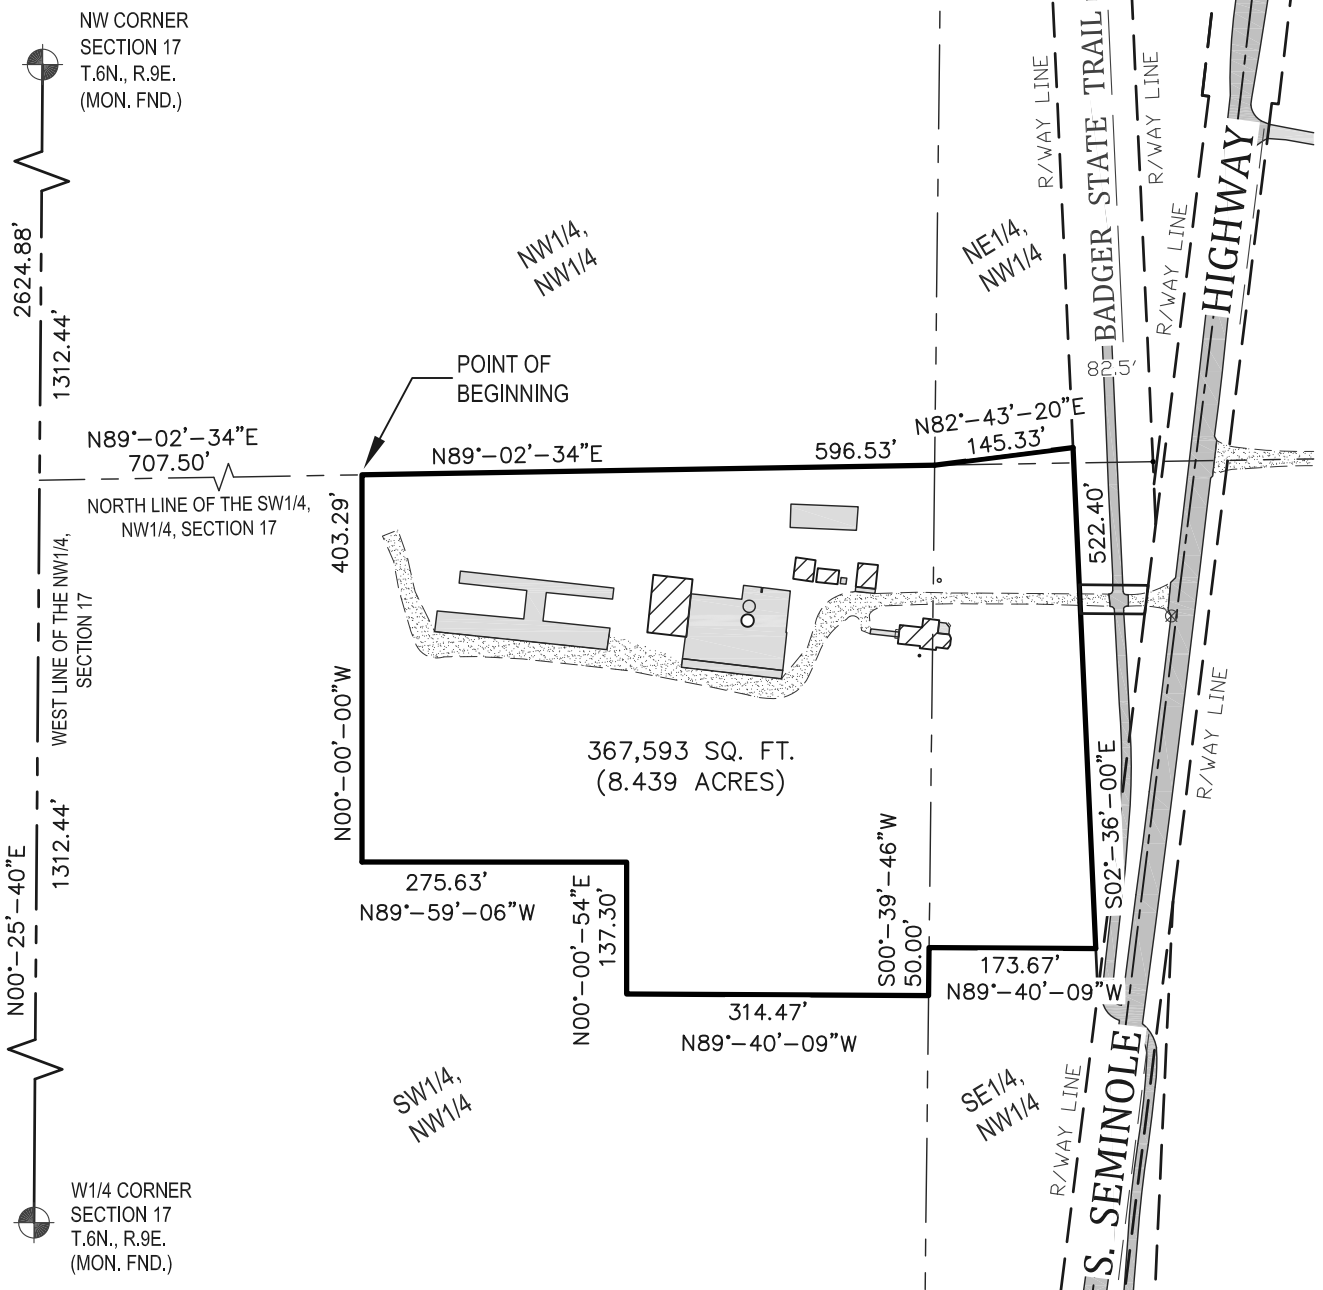 NW CORNER
SECTION 17
T.6N., R.9E.
(MON. FND.)
2624.88'
1312.44'
NW1/4,
NW1/4
NE1/4,
NW1/4
R/WAY LINE
BADGER STATE TRAIL
R/WAY LINE
R/WAY LINE
HIGHWAY
82.5'
POINT OF
BEGINNING
N89°-02'-34"E
707.50'
NORTH LINE OF THE SW1/4,
NW1/4, SECTION 17
N89°-02'-34"E
596.53'
N82°-43'-20"E
145.33'
403.29'
N00°-00'-00"W
522.40'
S02°-36'-00"E
WEST LINE OF THE NW1/4,
SECTION 17
367,593 SQ. FT.
(8.439 ACRES)
R/WAY LINE
1312.44'
N00°-25'-40"E
275.63'
N89°-59'-06"W
N00°-00'-54"E
137.30'
S00°-39'-46"W
50.00'
173.67'
N89°-40'-09"W
314.47'
N89°-40'-09"W
SW1/4,
NW1/4
SE1/4,
NW1/4
R/WAY LINE
S. SEMINOLE
W1/4 CORNER
SECTION 17
T.6N., R.9E.
(MON. FND.)